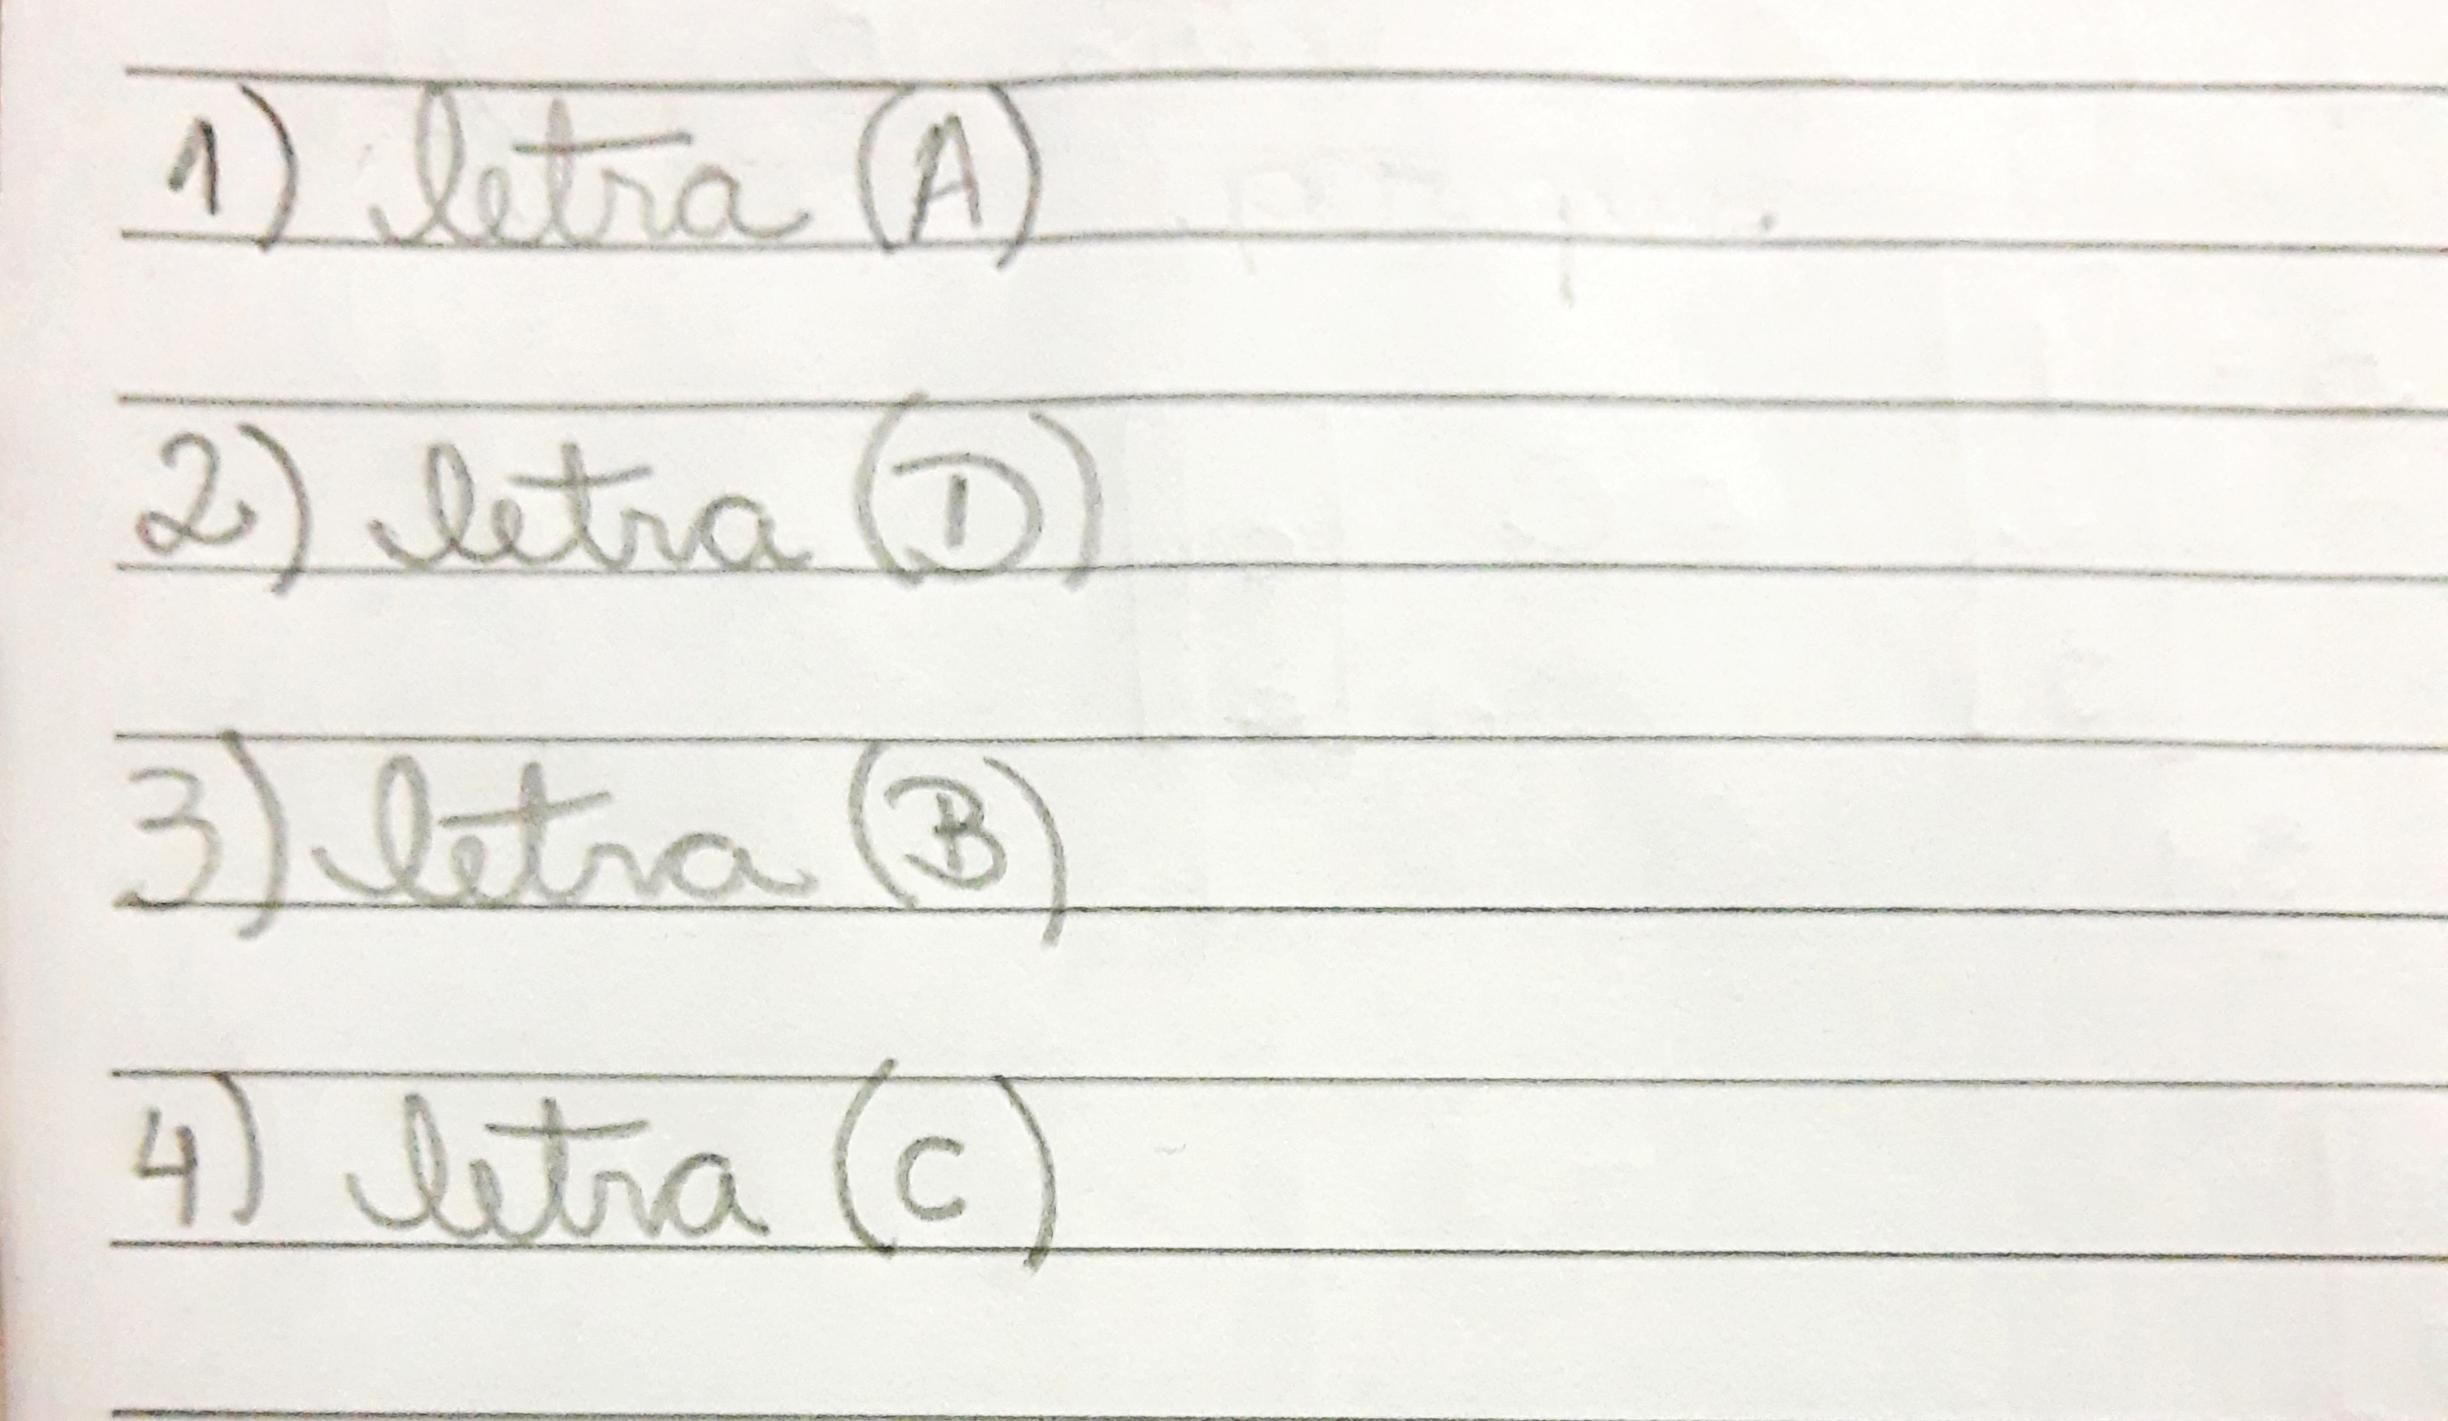 1) letra (A)
2) letra (D)
3) letra (B)
4) letra (C)